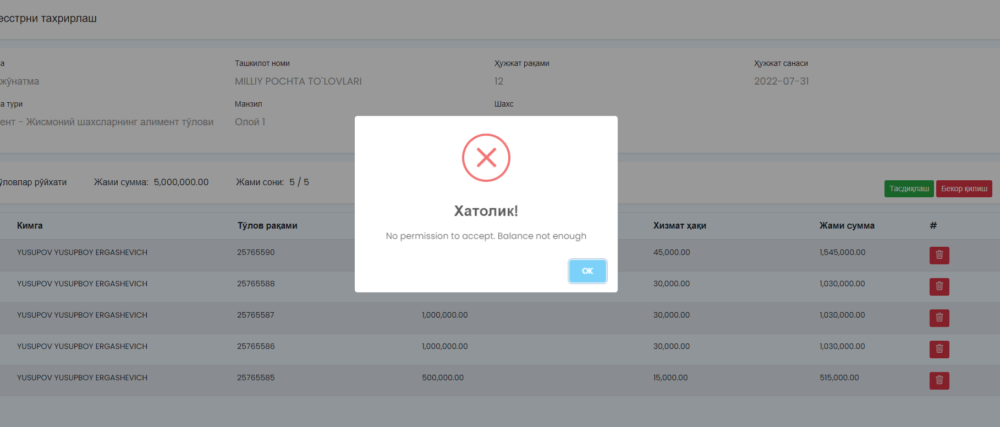 есстрни тахрирлаш
а
Ташкилот номи
Ҳужжат рақами
Ҳужжат санаси
жўнатма
MILLIY POCHTA TO`LOVLARI
12
2022-07-31
а тури
Манзил
Шахс
ент - Жисмоний шахсларнинг алимент тўлови
Олой 1
ўловлар рўйхати
Жами сумма: 5,000,000.00
Жами сони: 5 / 5
Тасдиқлаш
Бекор қилиш
Хатолик!
No permission to accept. Balance not enough
OK
Кимга
Тўлов рақами
Хизмат ҳақи
Жами сумма
#
YUSUPOV YUSUPBOY ERGASHEVICH 25765590 45,000.00 1,545,000.00
YUSUPOV YUSUPBOY ERGASHEVICH 25765588 30,000.00 1,030,000.00
YUSUPOV YUSUPBOY ERGASHEVICH 25765587 1,000,000.00 30,000.00 1,030,000.00
YUSUPOV YUSUPBOY ERGASHEVICH 25765586 1,000,000.00 30,000.00 1,030,000.00
YUSUPOV YUSUPBOY ERGASHEVICH 25765585 500,000.00 15,000.00 515,000.00